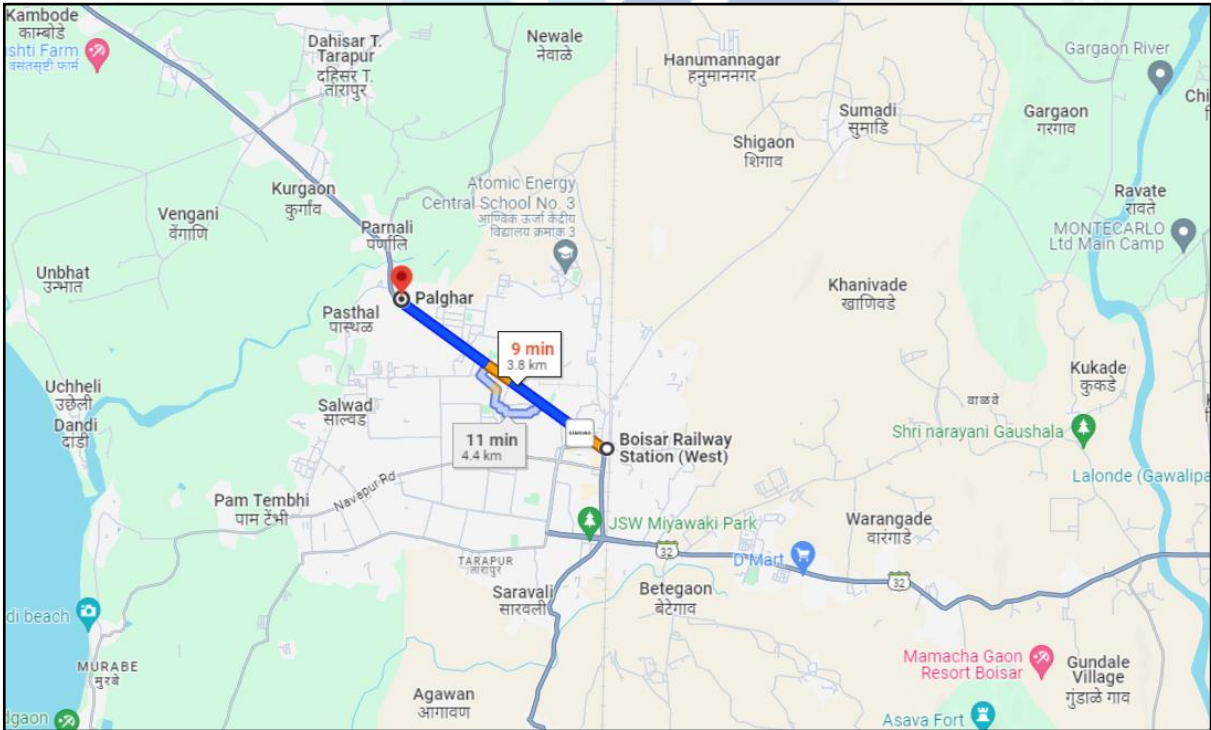 Kambode
काम्बोडे
shti Farm
वसंतसृष्टी फार्म
Dahisar T.
Tarapur
दहिसर T.
तारापुर
Newale
नेवाळे
Hanumannagar
हनुमाननगर
Gargaon River
Sumadi
सुमाडि
Gargaon
गरगाव
Chi
Shigaon
शिगाव
Kurgaon
कुर्गांव
Atomic Energy
Central School No. 3
आण्विक ऊर्जा केंद्रीय
विद्यालय क्रमांक 3
Ravate
रावते
Vengani
वेंगाणि
Parnali
पर्णालि
MONTECARLO
Ltd Main Camp
Unbhat
उन्भात
Palghar
Khanivade
खाणिवडे
Pasthal
पास्थळ
9 min
3.8 km
Uchheli
उछेली
Dandi
दांडी
Kukade
कुकडे
Salwad
साल्वड
वाळवे
11 min
4.4 km
SAMSUNG
Boisar Railway
Station (West)
Shri narayani Gaushala
Lalonde (Gawalipa
Navapur Rd
Pam Tembhi
पाम टेंभी
JSW Miyawaki Park
Warangade
वारंगाडे
32
D-Mart
32
TARAPUR
तारापुर
Saravali
सारवली
Betegaon
बेटेगाव
di beach
MURABE
मुरबे
Mamacha Gaon
Resort Boisar
Gundale
Village
गुंडाळे गाव
Agawan
आगावण
Asava Fort
dgaon